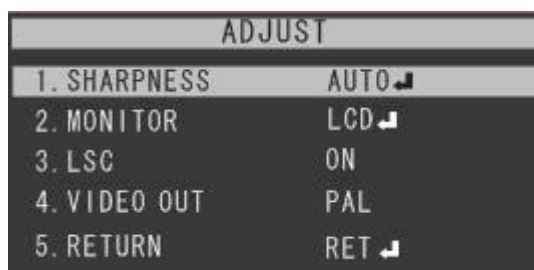 ADJUST
1. SHARPNESS AUTO↲
2. MONITOR LCD↲
3. LSC ON
4. VIDEO OUT PAL
5. RETURN RET↲